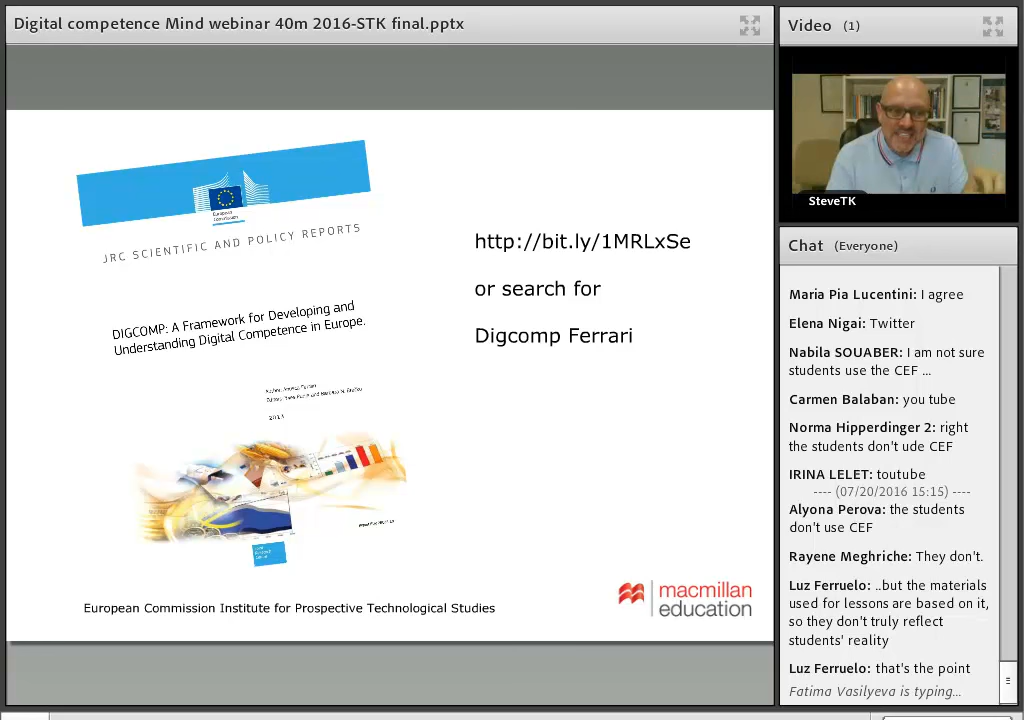 Digital competence Mind webinar 40m 2016-STK final.pptx
European
Commission
JRC SCIENTIFIC AND POLICY REPORTS
DIGCOMP: A Framework for Developing and
Understanding Digital Competence in Europe.
2013
http://bit.ly/1MRLxSe
or search for
Digcomp Ferrari
European Commission Institute for Prospective Technological Studies
macmillan
education
Video (1)
SteveTK
Chat (Everyone)
Maria Pia Lucentini: I agree
Elena Nigai: Twitter
Nabila SOUABER: I am not sure
students use the CEF ...
Carmen Balaban: you tube
Norma Hipperdinger 2: right
the students don't ude CEF
IRINA LELET: toutube
---- (07/20/2016 15:15) ----
Alyona Perova: the students
don't use CEF
Rayene Meghriche: They don't.
Luz Ferruelo: ..but the materials
used for lessons are based on it,
so they don't truly reflect
students' reality
Luz Ferruelo: that's the point
Fatima Vasilyeva is typing...